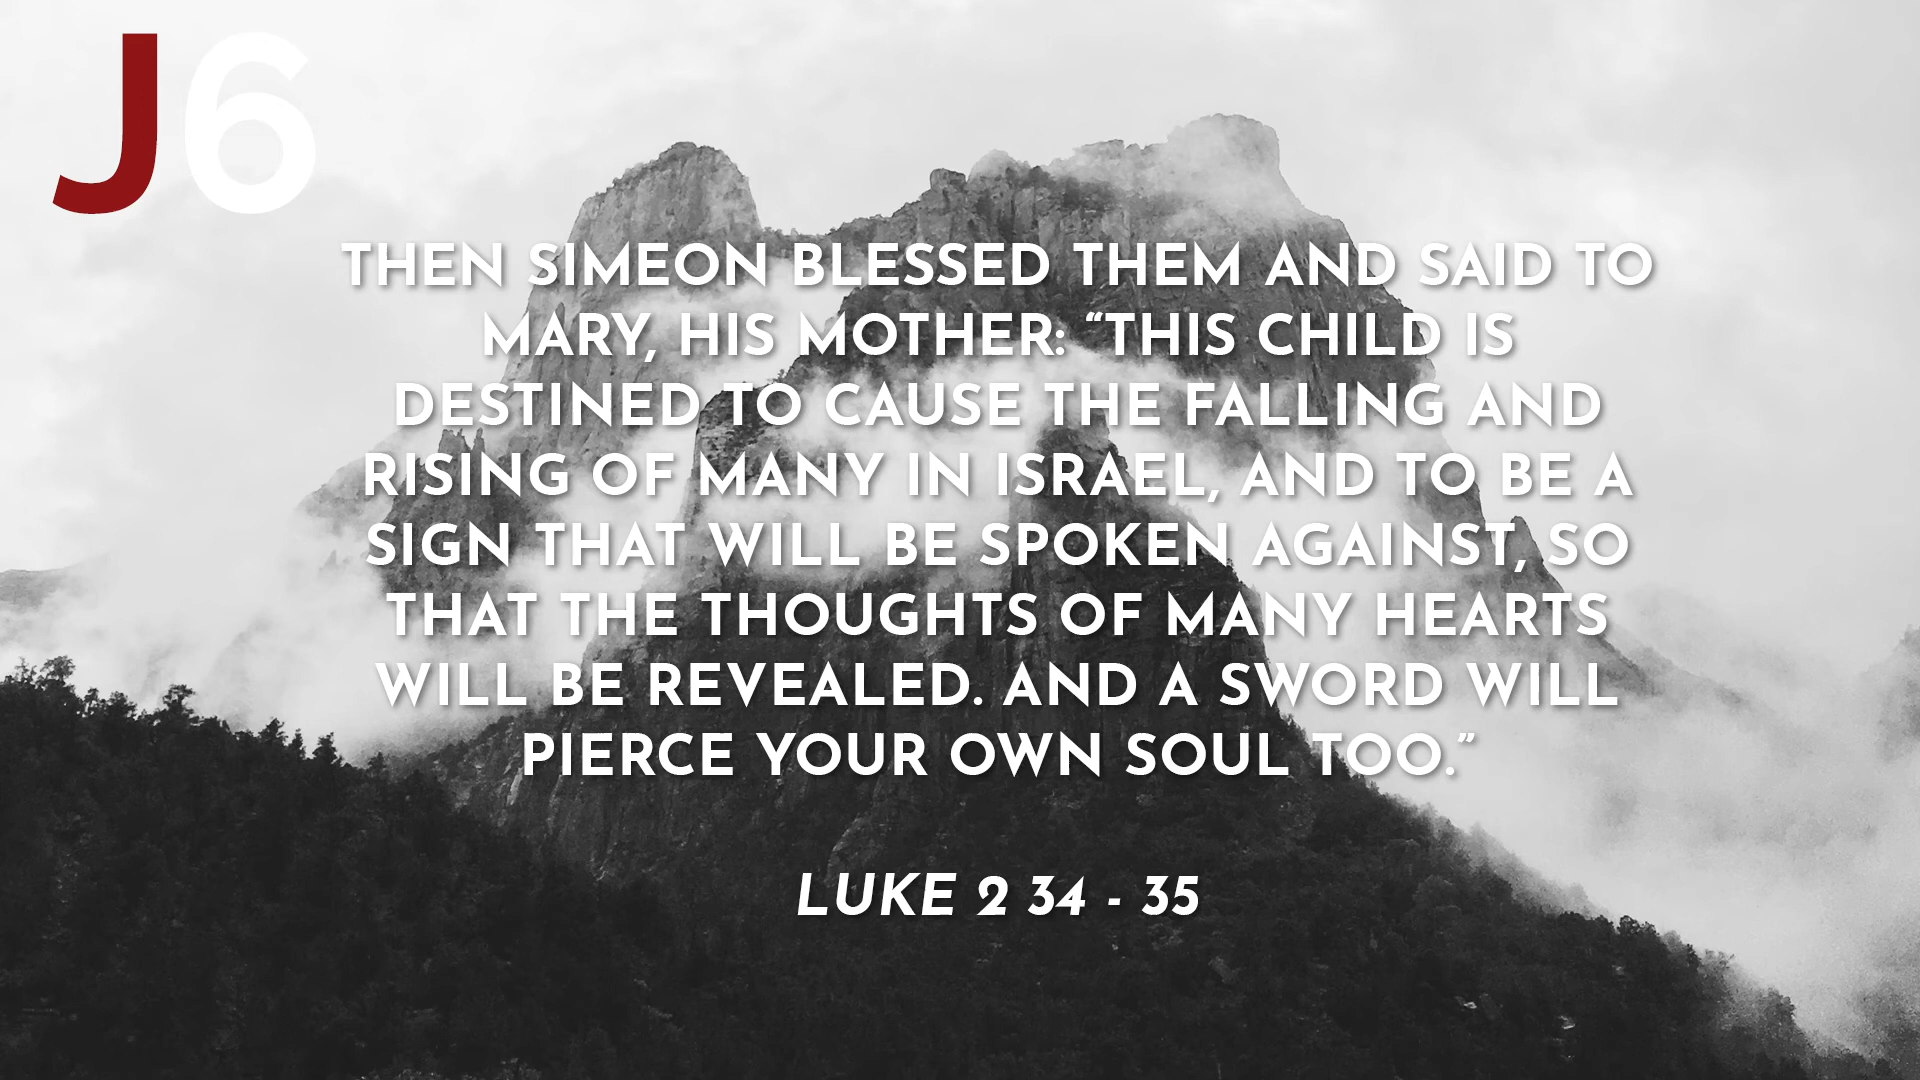 J6
THEN SIMEON BLESSED THEM AND SAID TO
MARY, HIS MOTHER: “THIS CHILD IS
DESTINED TO CAUSE THE FALLING AND
RISING OF MANY IN ISRAEL, AND TO BE A
SIGN THAT WILL BE SPOKEN AGAINST, SO
THAT THE THOUGHTS OF MANY HEARTS
WILL BE REVEALED. AND A SWORD WILL
PIERCE YOUR OWN SOUL TOO.”
LUKE 2 34 - 35